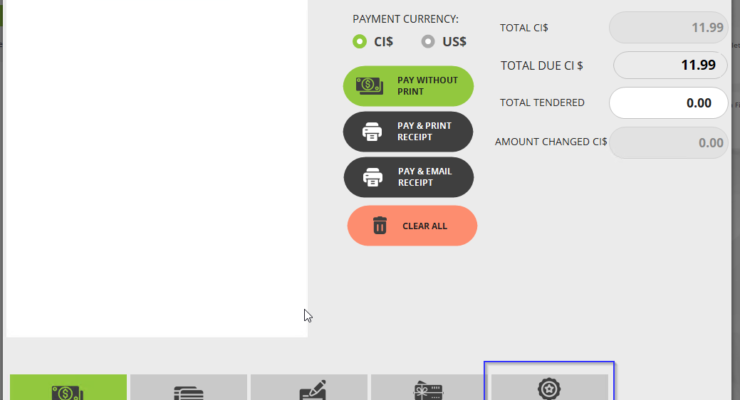 PAYMENT CURRENCY:
CI$ US$
PAY WITHOUT
PRINT
PAY & PRINT
RECEIPT
PAY & EMAIL
RECEIPT
CLEAR ALL
TOTAL CI$ 11.99
TOTAL DUE CI $ 11.99
TOTAL TENDERED 0.00
AMOUNT CHANGED CI$ 0.00